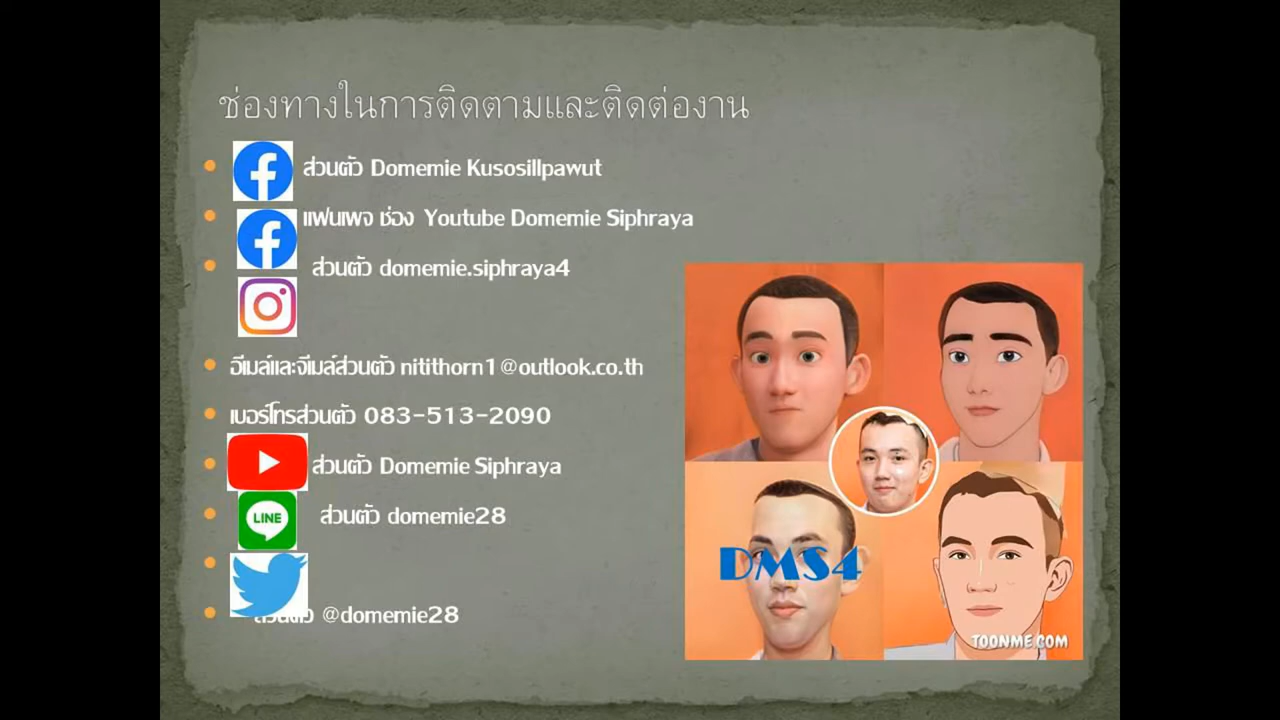 ช่องทางในการติดตามและติดต่องาน
ส่วนตัว Domemie Kusosillpawut
แฟนเพจ ช่อง Youtube Domemie Siphraya
ส่วนตัว domemie.siphraya4
อีเมล์และจีเมล์ส่วนตัว nitithorn1@outlook.co.th
เบอร์โทรส่วนตัว 083-513-2090
ส่วนตัว Domemie Siphraya
LINE
ส่วนตัว domemie28
ส่วนตัว @domemie28
DMS4
TOONME.COM